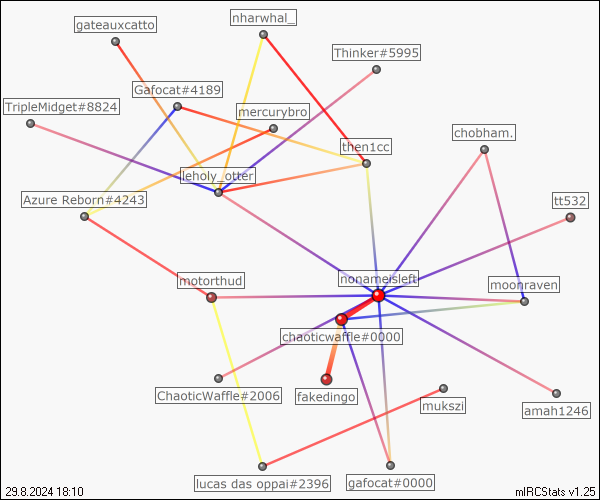 nharwhal_
gateauxcatto
Thinker#5995
Gafocat#4189
TripleMidget#8824
mercurybro
chobham.
then1cc
leholy_otter
Azure Reborn#4243
tt532
nonameisleft
motorthud
moonraven
chaoticwaffle#0000
ChaoticWaffle#2006
fakedingo
mukszi
amah1246
lucas das oppai#2396
gafocat#0000
29.8.2024 18:10
mIRCStats v1.25